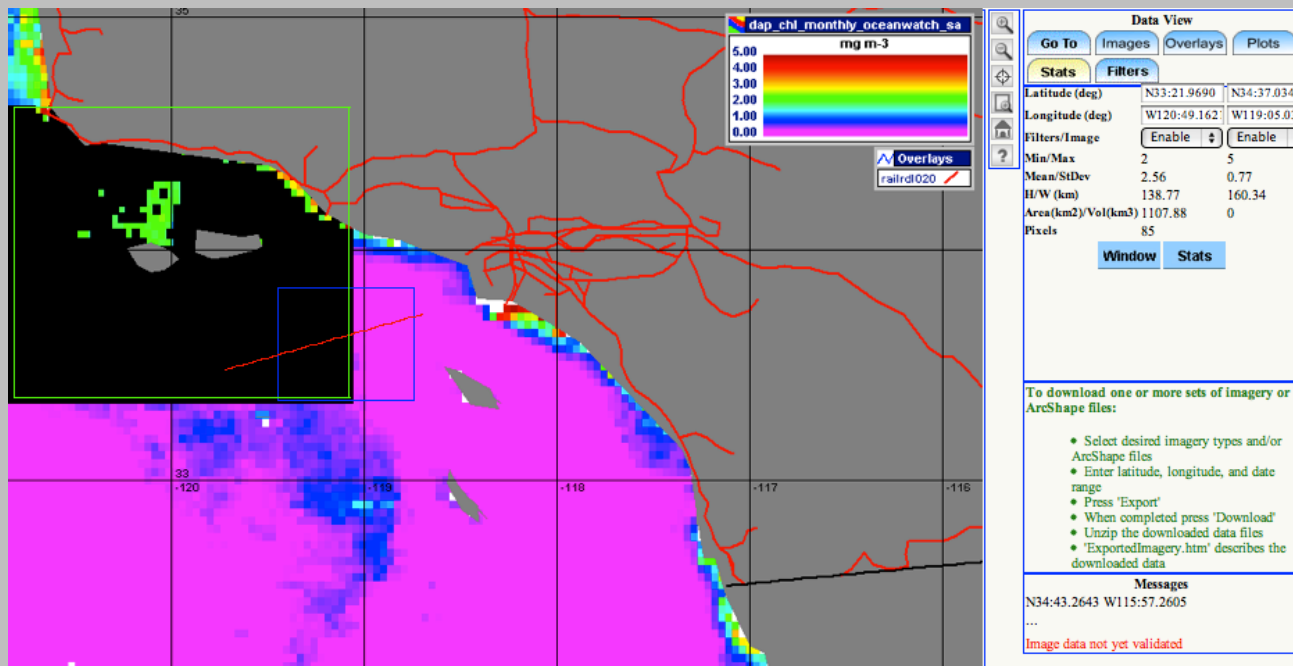 35
dap_chl_monthly_oceanwatch_sa
mg m-3
5.00
4.00
3.00
2.00
1.00
0.00
Overlays
railrdl020
33
-120
-119
-118
-117
-116
Data View
Go To Images Overlays Plots
Stats Filters
Latitude (deg) N33:21.9690 N34:37.034
Longitude (deg) W120:49.162 W119:05.0
Filters/Image Enable Enable
Min/Max 2 5
Mean/StDev 2.56 0.77
H/W (km) 138.77 160.34
Area(km2)/Vol(km3) 1107.88 0
Pixels 85
Window Stats
To download one or more sets of imagery or
ArcShape files:
• Select desired imagery types and/or
ArcShape files
• Enter latitude, longitude, and date
range
• Press 'Export'
• When completed press 'Download'
• Unzip the downloaded data files
• 'ExportedImagery.htm' describes the
downloaded data
Messages
N34:43.2643 W115:57.2605
...
Image data not yet validated
?